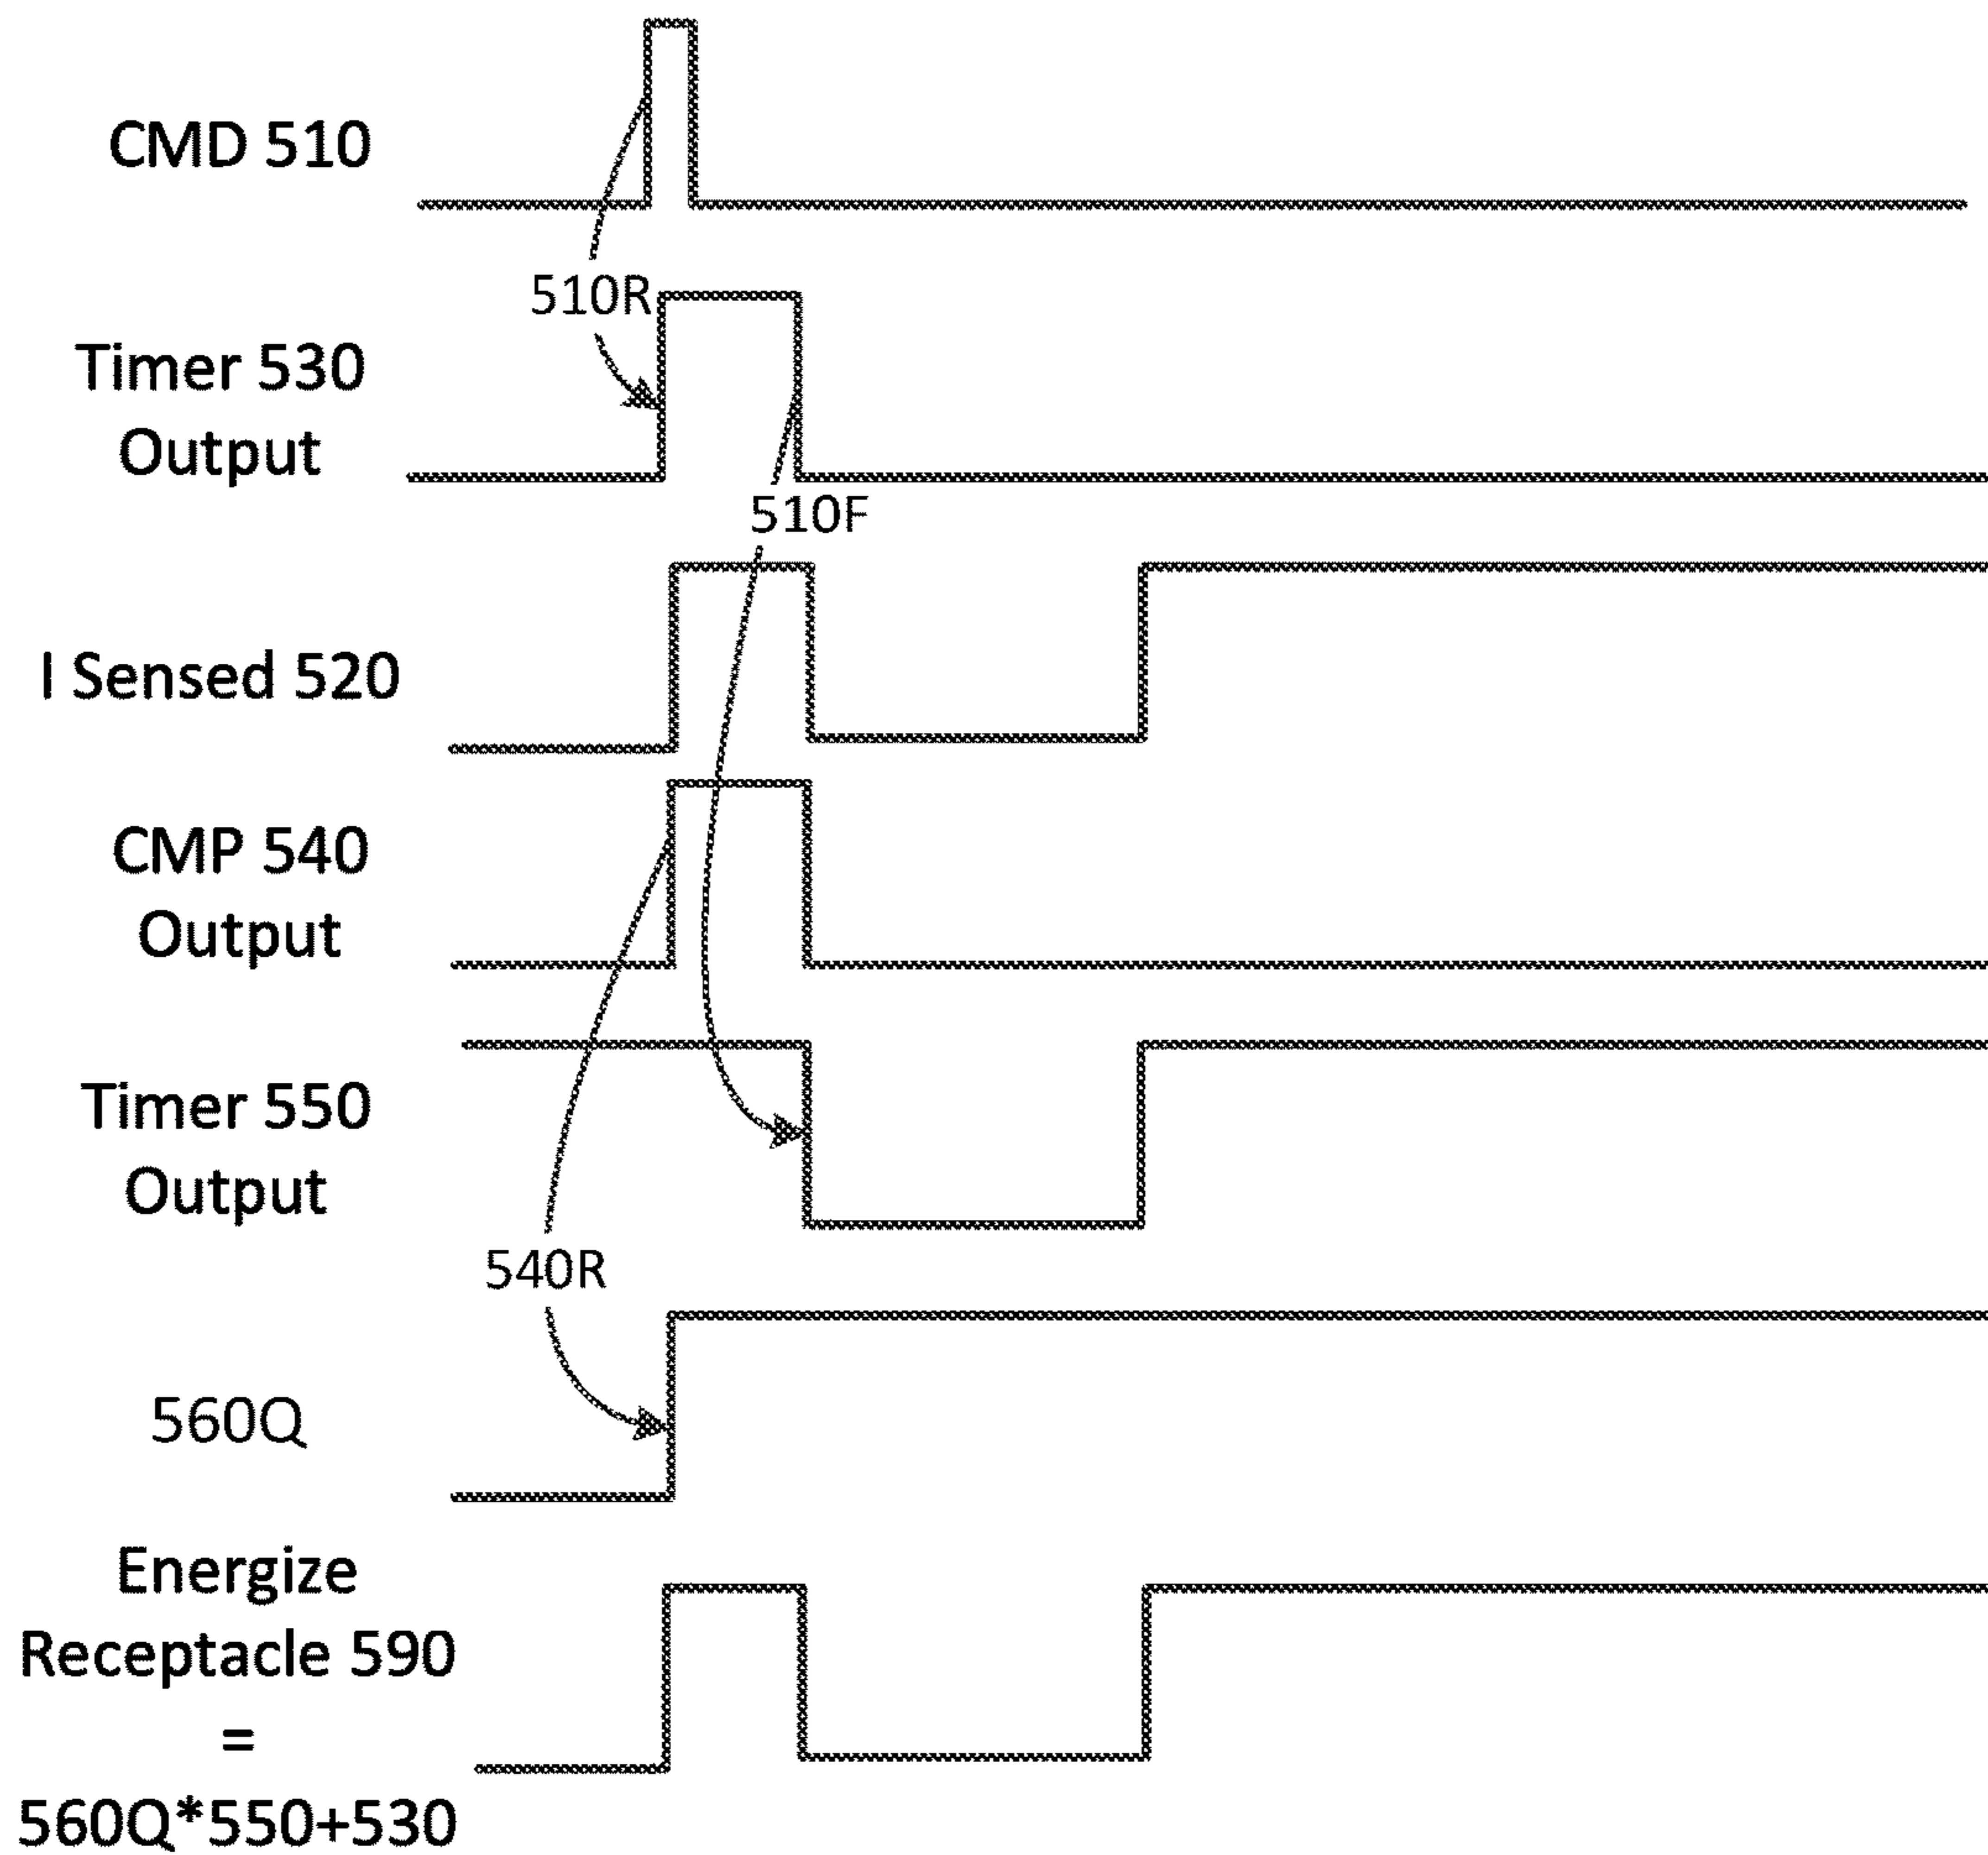 CMD 510
510R
Timer 530
Output
510F
I Sensed 520
CMP 540
Output
Timer 550
Output
540R
560Q
Energize
Receptacle 590
=
560Q*550+530